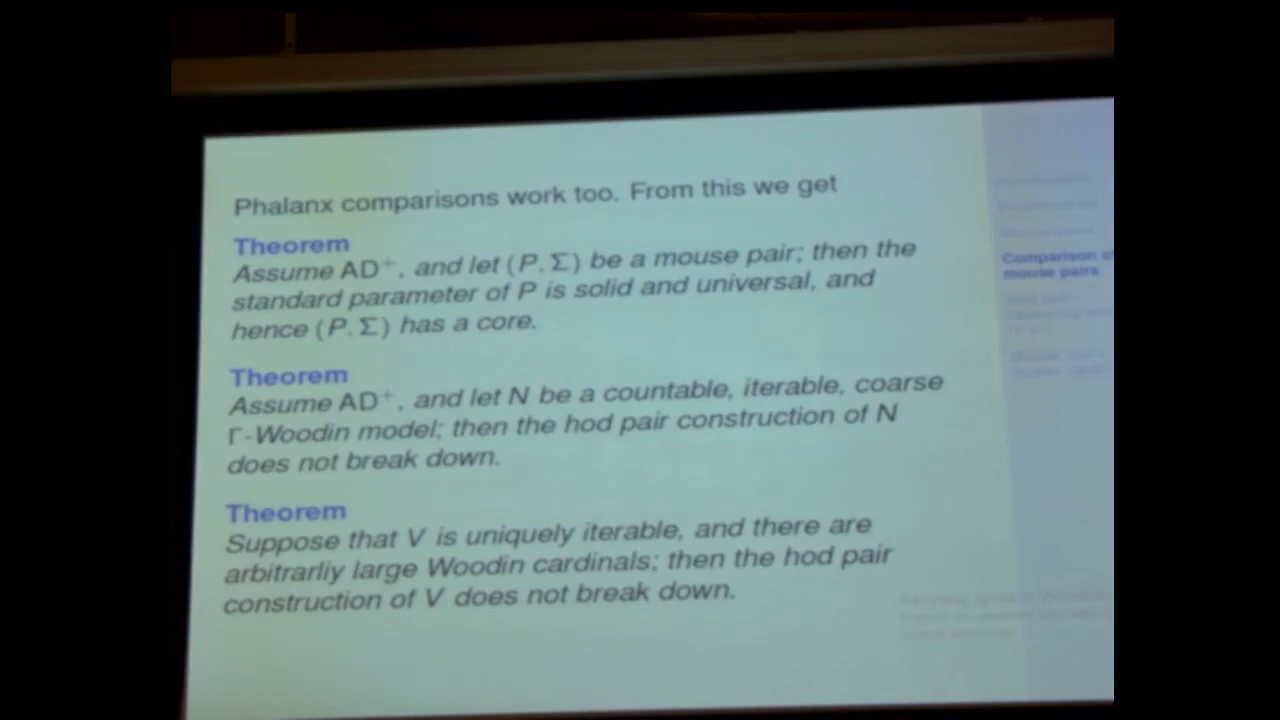 Phalanx comparisons work too. From this we get
Theorem
Assume AD⁺, and let (P, Σ) be a mouse pair; then the
standard parameter of P is solid and universal, and
hence (P, Σ) has a core.
Theorem
Assume AD⁺, and let N be a countable, iterable, coarse
Γ-Woodin model; then the hod pair construction of N
does not break down.
Theorem
Suppose that V is uniquely iterable, and there are
arbitrarliy large Woodin cardinals; then the hod pair
construction of V does not break down.
Comparison
mouse pairs